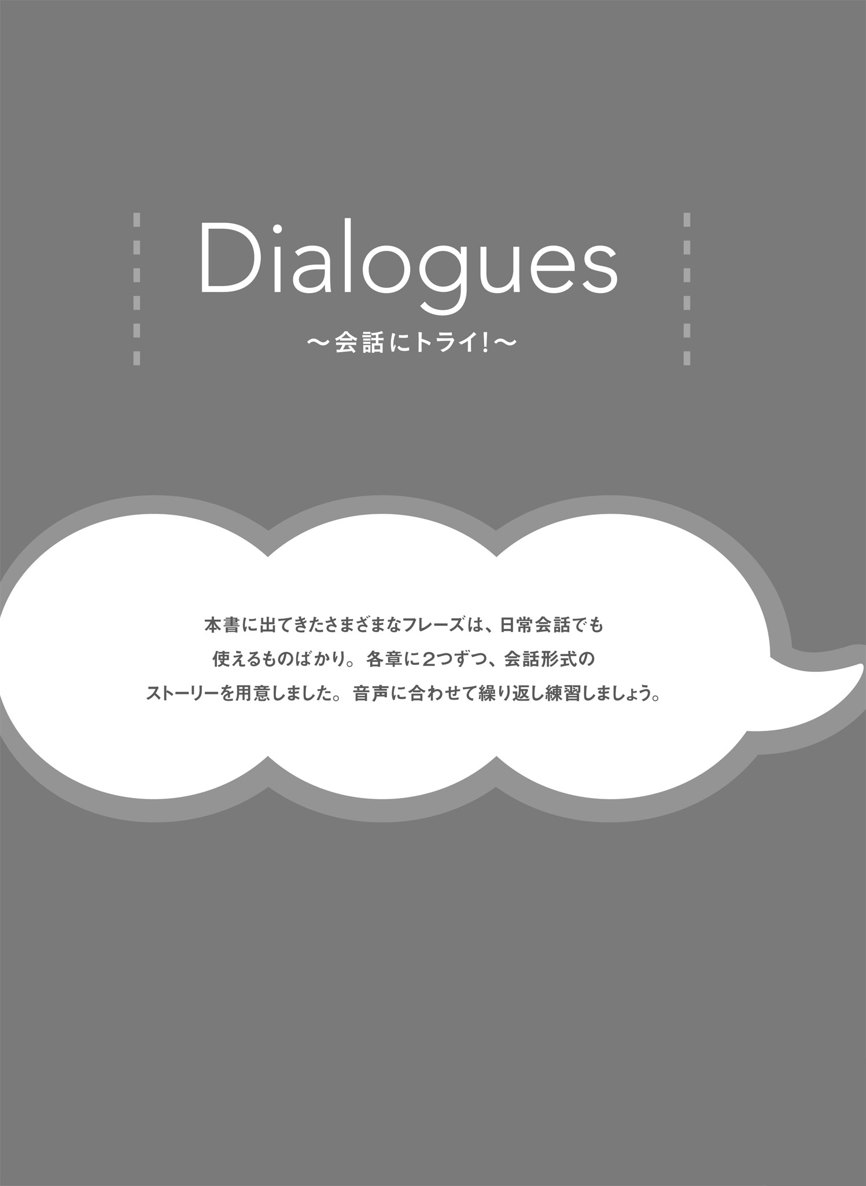 Dialogues
〜会話にトライ!〜
本書に出てきたさまざまなフレーズは、日常会話でも
使えるものばかり。各章に2つずつ、会話形式の
ストーリーを用意しました。音声に合わせて繰り返し練習しましょう。